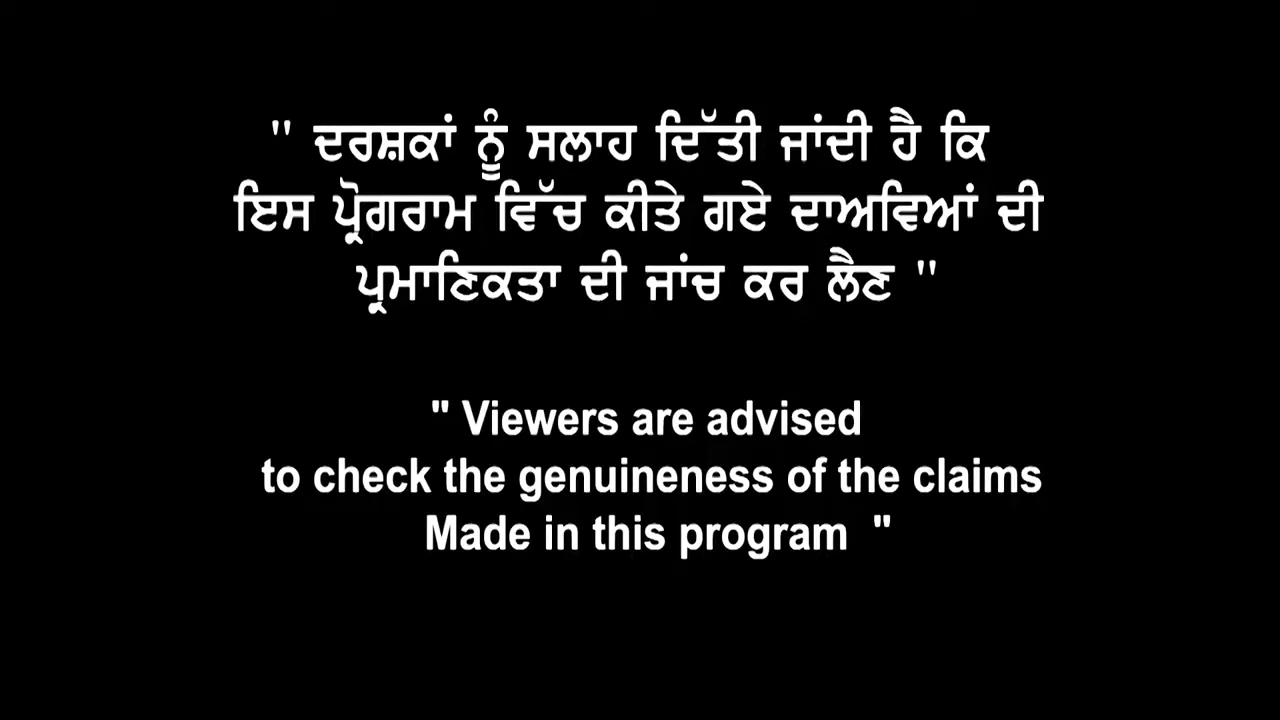 " ਦਰਸ਼ਕਾਂ ਨੂੰ ਸਲਾਹ ਦਿੱਤੀ ਜਾਂਦੀ ਹੈ ਕਿ
ਇਸ ਪ੍ਰੋਗਰਾਮ ਵਿੱਚ ਕੀਤੇ ਗਏ ਦਾਅਵਿਆਂ ਦੀ
ਪ੍ਰਮਾਣਿਕਤਾ ਦੀ ਜਾਂਚ ਕਰ ਲੈਣ "
" Viewers are advised
to check the genuineness of the claims
Made in this program "